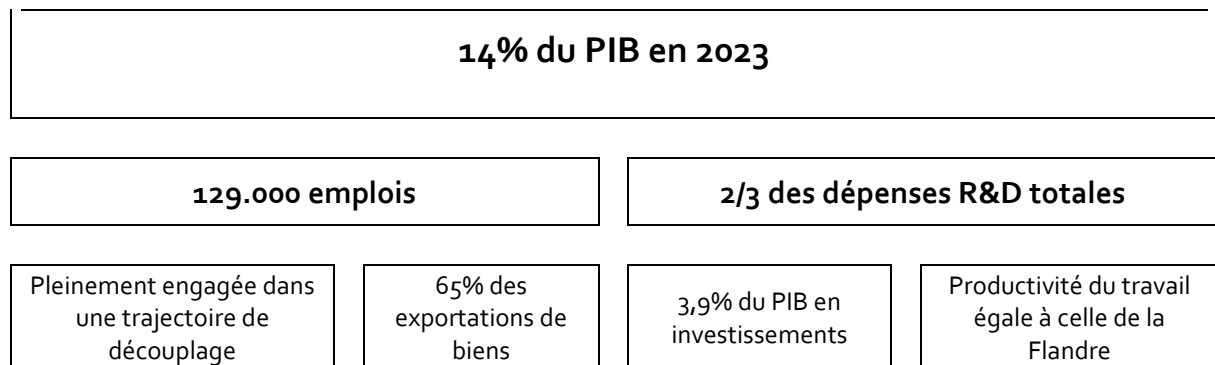 14% du PIB en 2023
129.000 emplois
2/3 des dépenses R&D totales
Pleinement engagée dans
une trajectoire de
découplage
65% des
exportations de
biens
3,9% du PIB en
investissements
Productivité du travail
égale à celle de la
Flandre